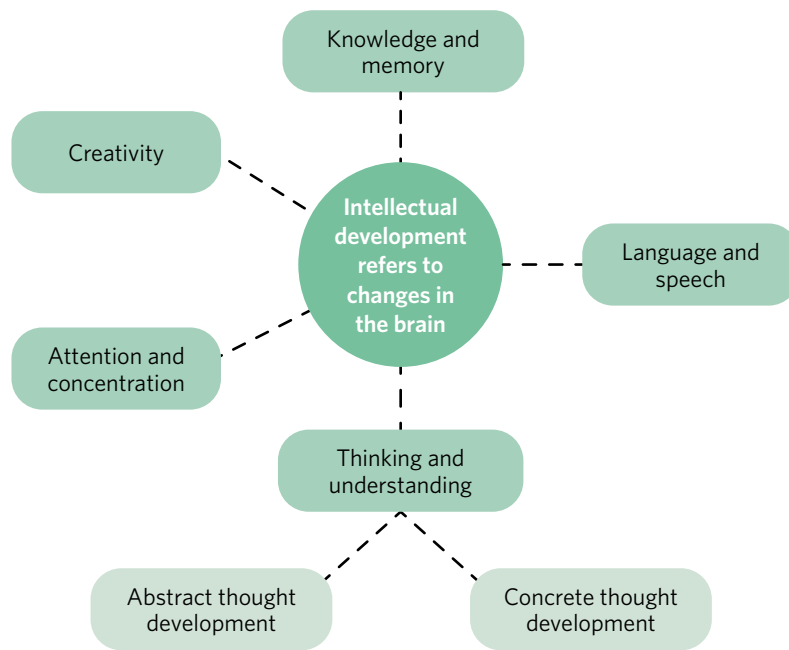 Knowledge and
memory
Creativity
Intellectual
development
refers to
changes in
the brain
Language and
speech
Attention and
concentration
Thinking and
understanding
Abstract thought
development
Concrete thought
development